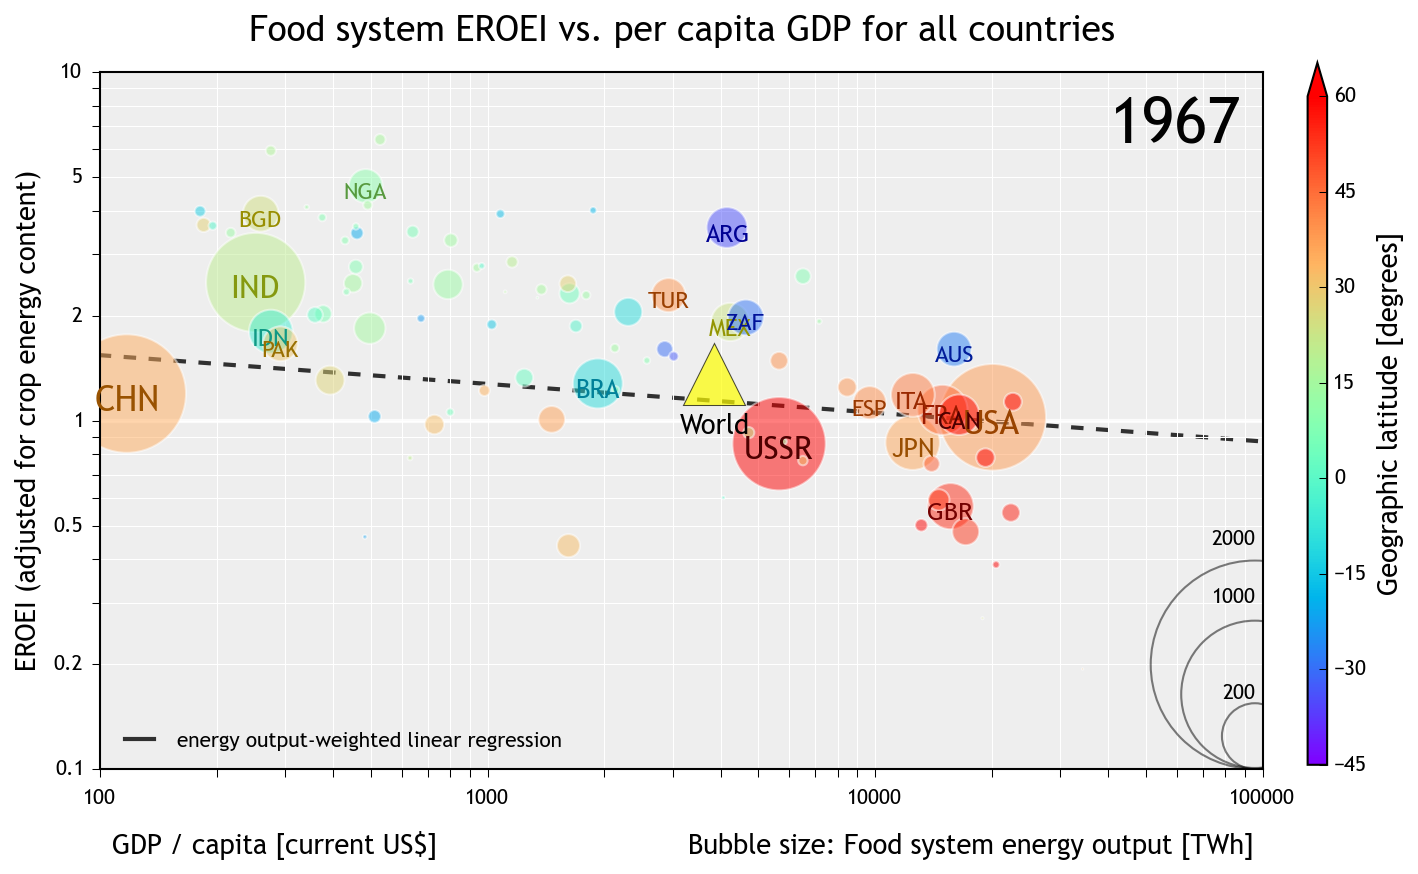 Food system EROEI vs. per capita GDP for all countries
1967
EROEI (adjusted for crop energy content)
10
5
2
1
0.5
0.2
0.1
NGA
BGD
ARG
IND
TUR
MEX
ZAF
IDN
PAK
AUS
BRA
CHN
World
ESP
ITA
FRA
CAN
USA
USSR
JPN
GBR
2000
1000
200
energy output-weighted linear regression
100
1000
10000
100000
GDP / capita [current US$]
Bubble size: Food system energy output [TWh]
60
45
30
15
0
−15
−30
−45
Geographic latitude [degrees]